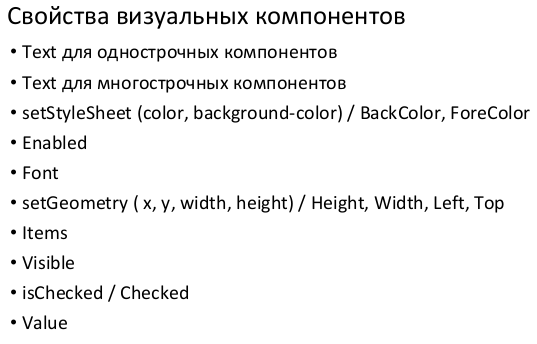 Свойства визуальных компонентов
• Text для однострочных компонентов
• Text для многострочных компонентов
• setStyleSheet (color, background-color) / BackColor, ForeColor
• Enabled
• Font
• setGeometry ( x, y, width, height) / Height, Width, Left, Top
• Items
• Visible
• isChecked / Checked
• Value